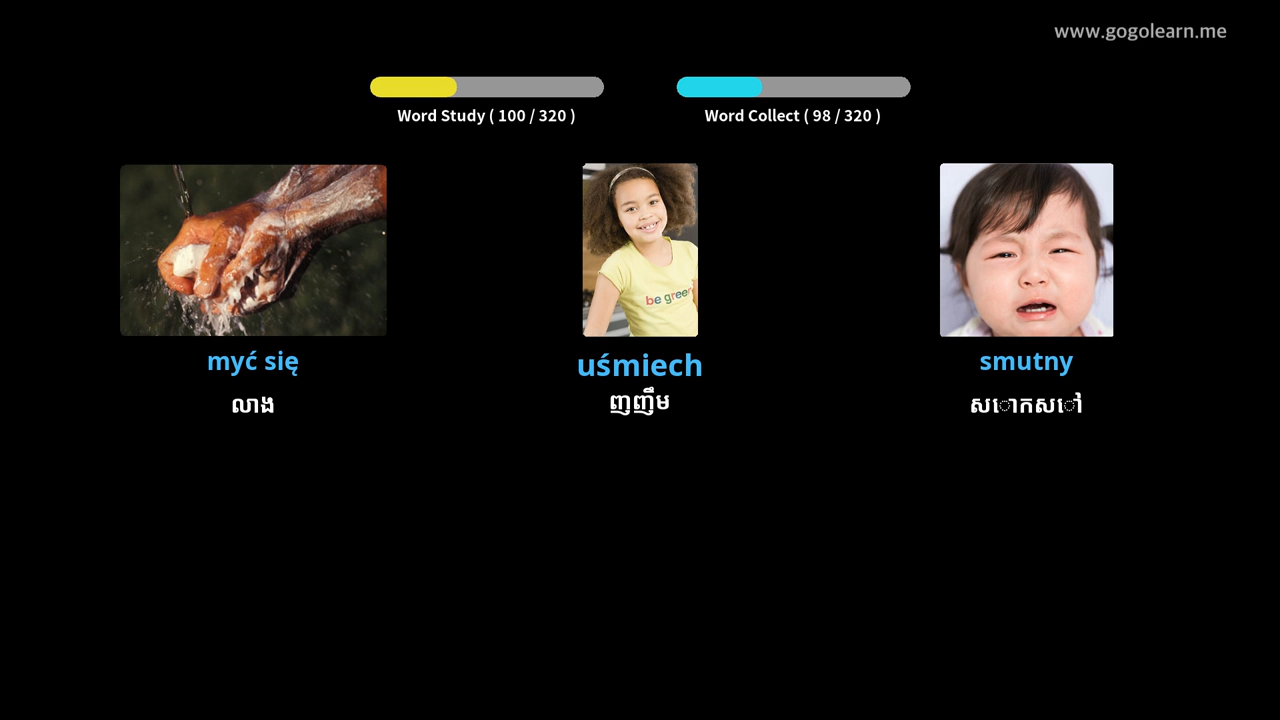 www.gogolearn.me
Word Study ( 100 / 320 )
Word Collect ( 98 / 320 )
be green
myć się
uśmiech
smutny
លាង
ញញឹម
សោកសៅ